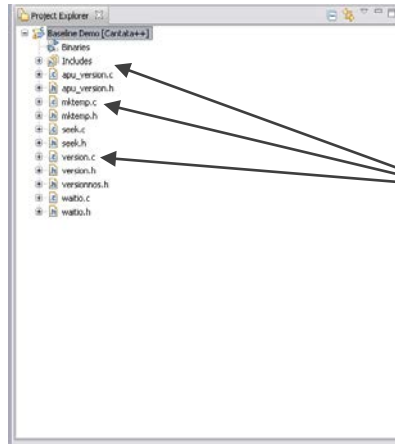 Project Explorer
Baseline Demo [Cantata++]
Binaries
Includes
apu_version.c
apu_version.h
mktemp.c
mktemp.h
seek.c
seek.h
version.c
version.h
versionnos.h
waitio.c
waitio.h